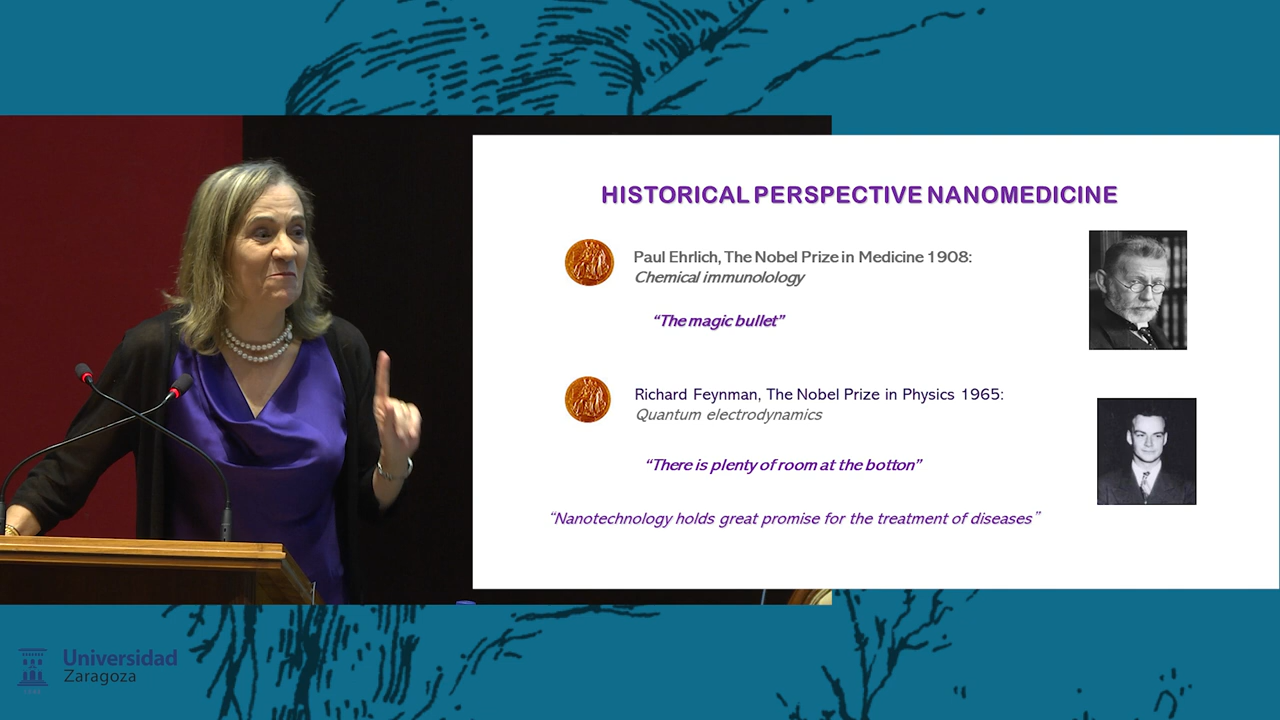 HISTORICAL PERSPECTIVE NANOMEDICINE
Paul Ehrlich, The Nobel Prize in Medicine 1908:
Chemical immunolology
“The magic bullet”
Richard Feynman, The Nobel Prize in Physics 1965:
Quantum electrodynamics
“There is plenty of room at the botton”
“Nanotechnology holds great promise for the treatment of diseases”
Universidad
Zaragoza